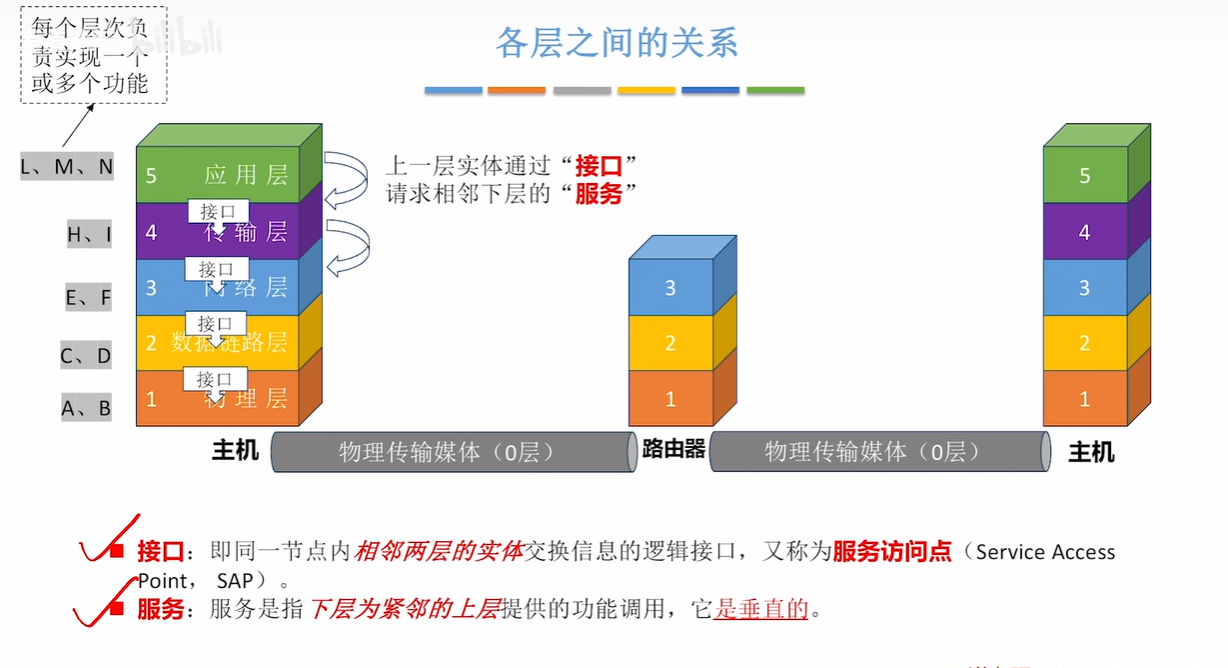 每个层次负
责实现一个
或多个功能
bilibili
各层之间的关系
L、M、N
H、I
E、F
C、D
A、B
5 应用层
接口
4 传输层
接口
3 网络层
接口
2 数据链路层
接口
1 物理层
上一层实体通过“接口”
请求相邻下层的“服务”
3
2
1
5
4
3
2
1
主机
物理传输媒体（0层）
路由器
物理传输媒体（0层）
主机
接口：即同一节点内相邻两层的实体交换信息的逻辑接口，又称为服务访问点（Service Access
Point， SAP）。
服务：服务是指下层为紧邻的上层提供的功能调用，它是垂直的。